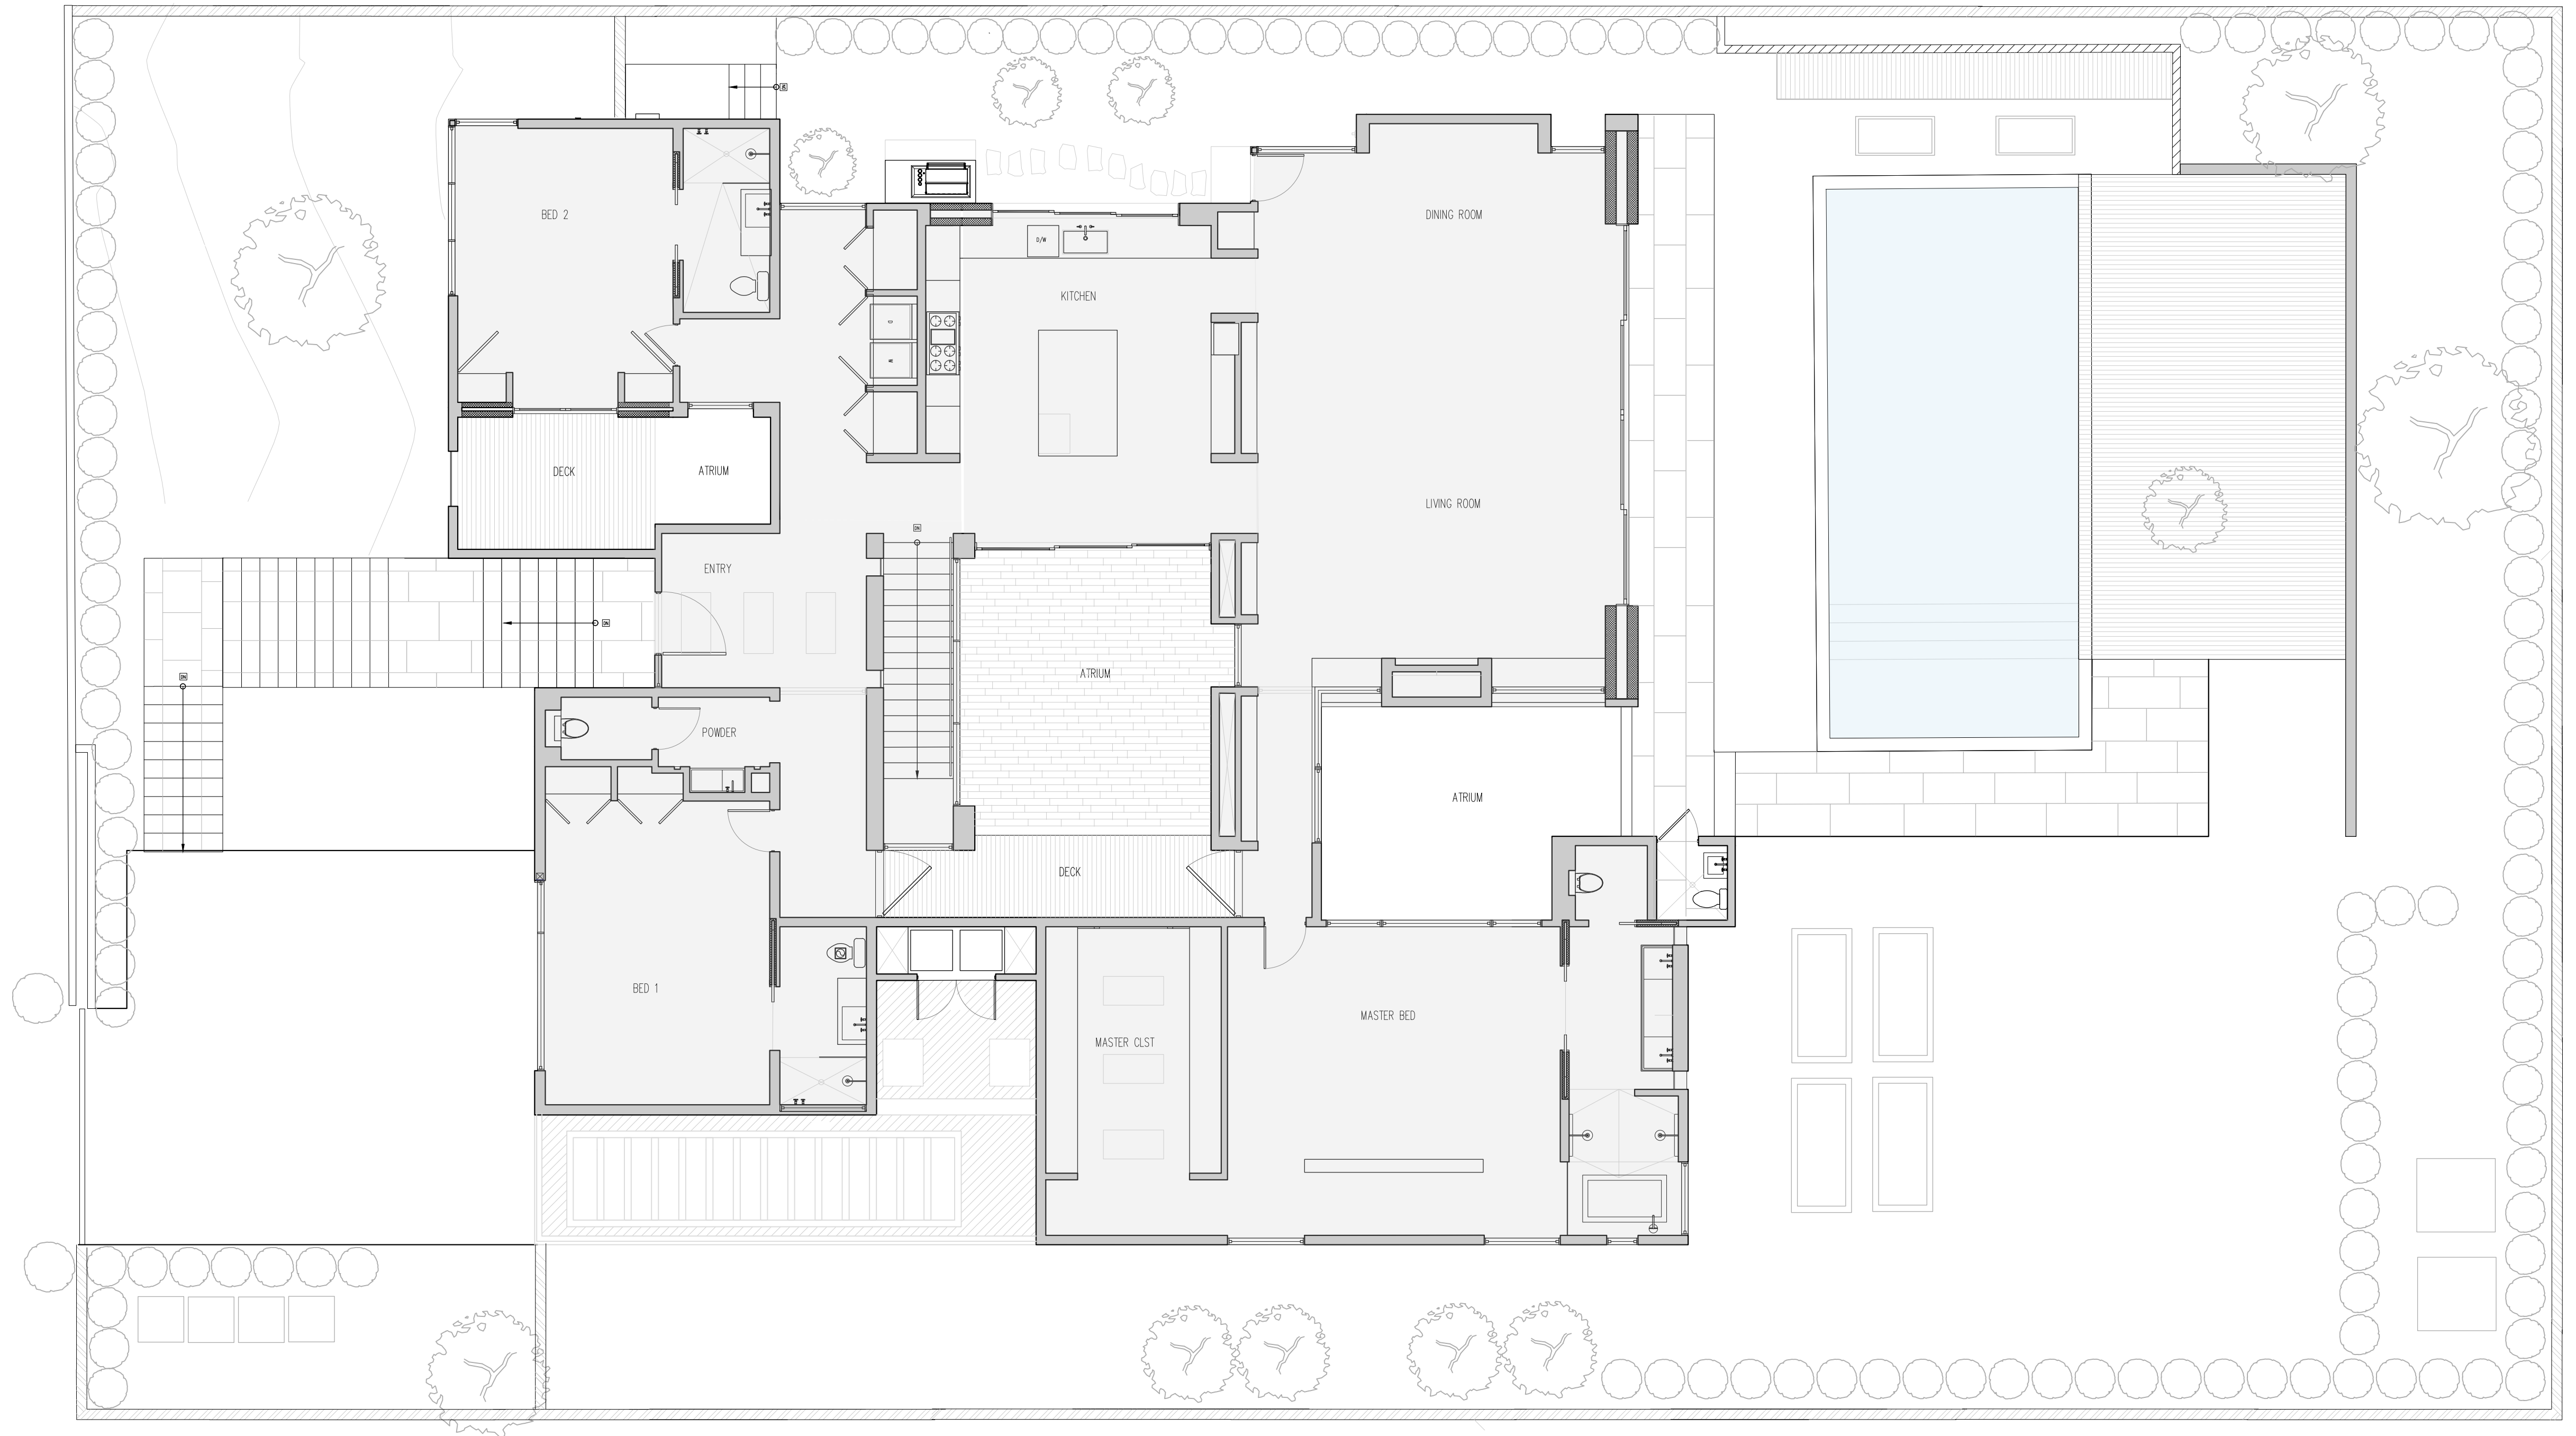 DN
BED 2
DINING ROOM
D/W
KITCHEN
DECK
ATRIUM
LIVING ROOM
DN
ENTRY
DN
ATRIUM
DN
POWDER
ATRIUM
DECK
BED 1
MASTER BED
MASTER CLST